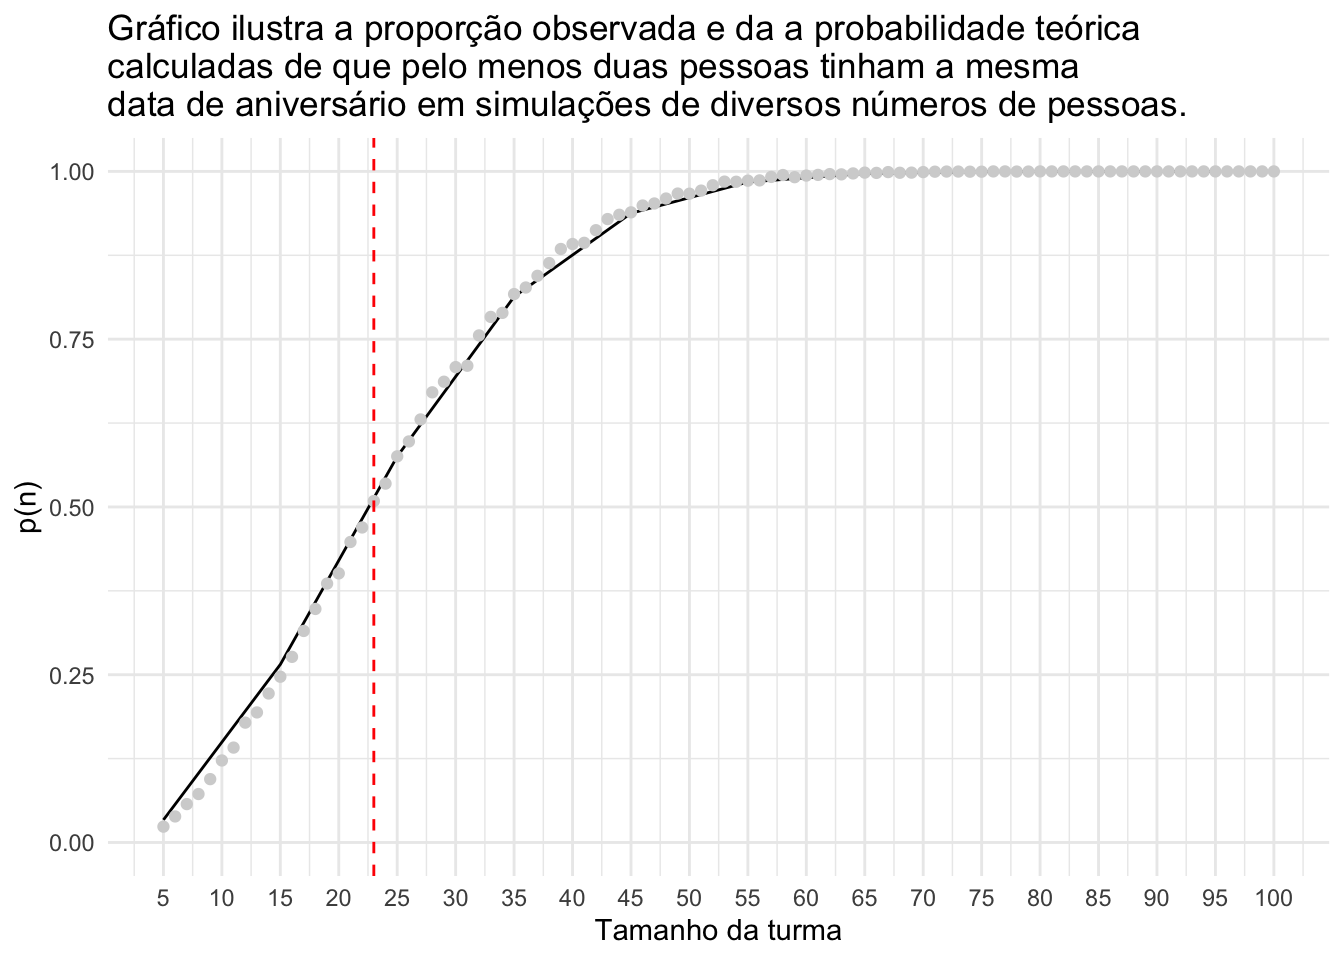 Gráfico ilustra a proporção observada e da a probabilidade teórica
calculadas de que pelo menos duas pessoas tinham a mesma
data de aniversário em simulações de diversos números de pessoas.
1.00
0.75
p(n)
0.50
0.25
0.00
5 10 15 20 25 30 35 40 45 50 55 60 65 70 75 80 85 90 95 100
Tamanho da turma